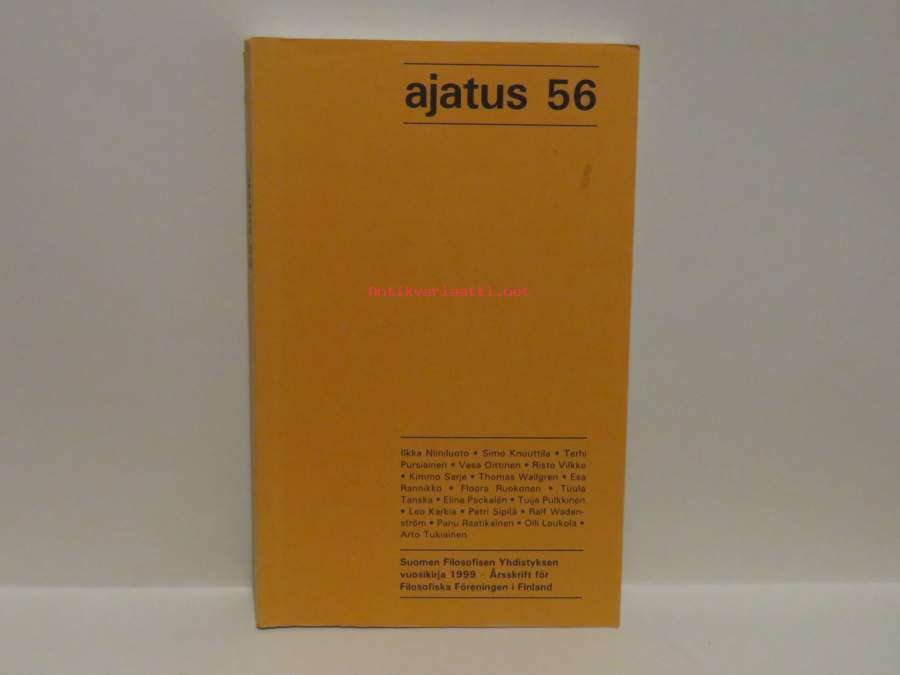 ajatus 56
Antikvariaatti.net
Ilkka Niiniluoto • Simo Knuuttila • Terhi
Pursiainen • Vesa Oittinen • Risto Vilkko
• Kimmo Sarje • Thomas Wallgren • Esa
Rannikko • Floora Ruokonen • Tuula
Tanska • Elina Packalén • Tuija Pulkkinen
• Leo Karkia • Petri Sipilä • Ralf Waden-
ström • Panu Raatikainen • Olli Loukola •
Arto Tukiainen
Suomen Filosofisen Yhdistyksen
vuosikirja 1999 - Årsskrift för
Filosofiska Föreningen i Finland